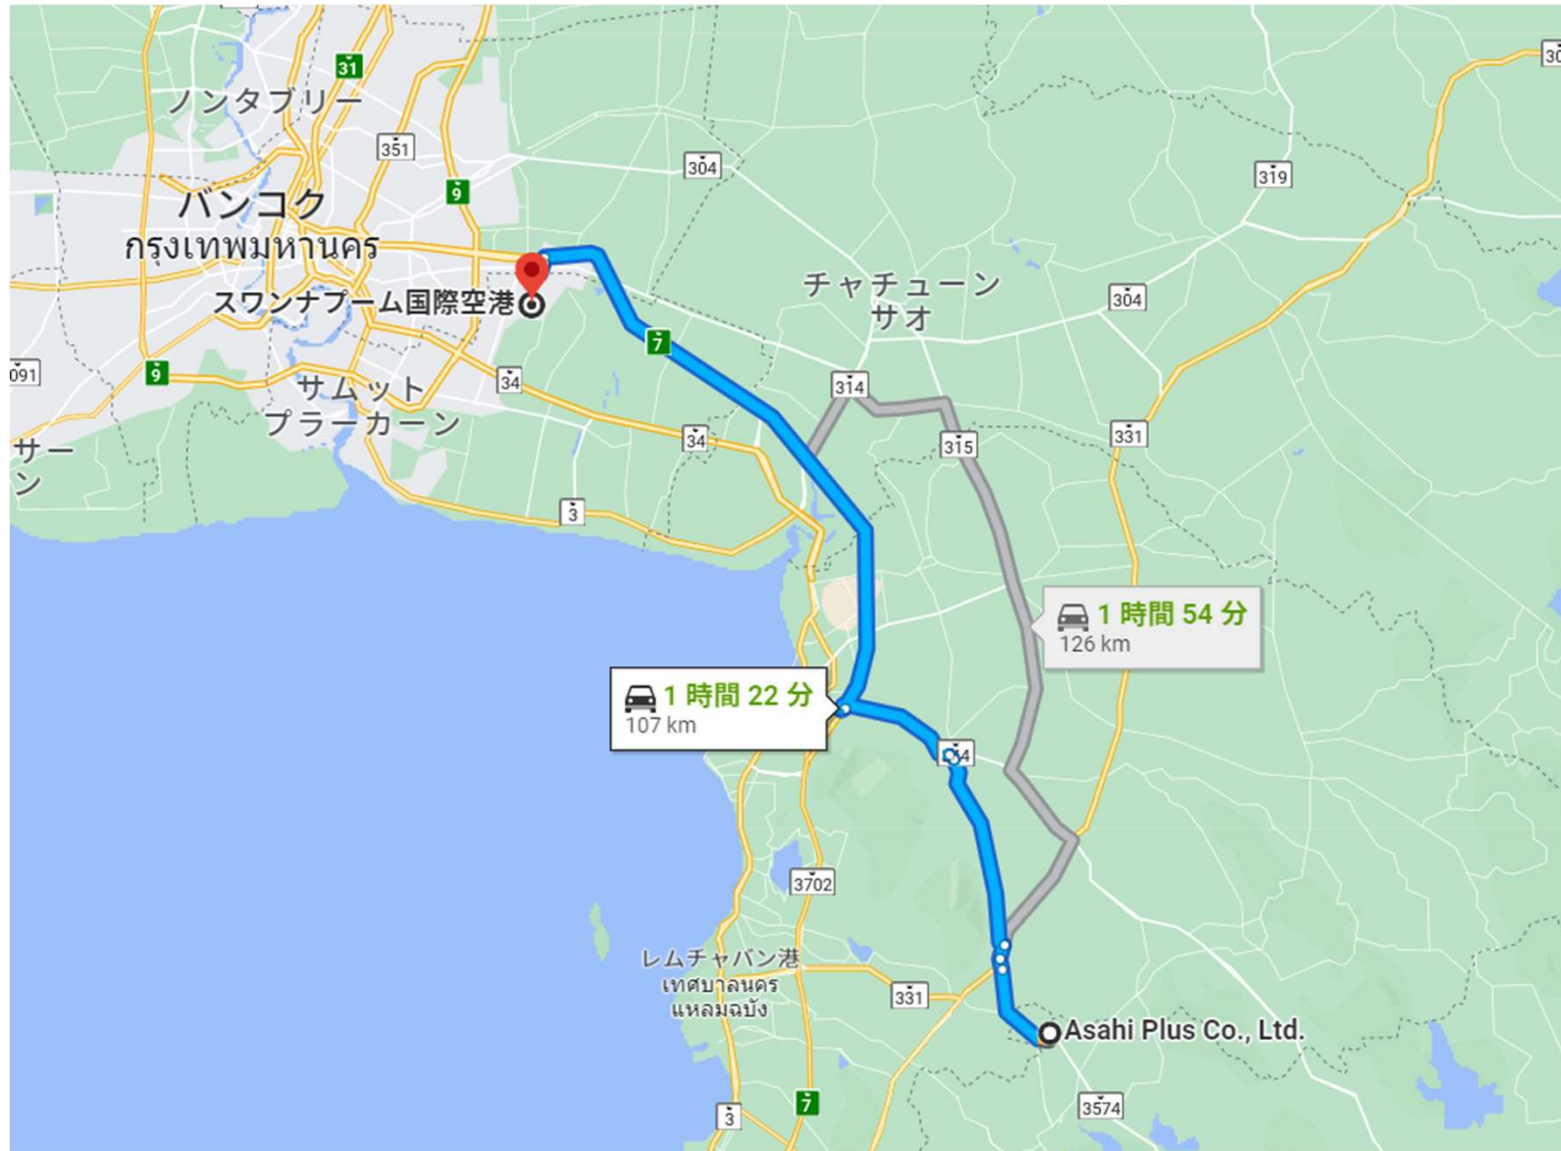 31
ノンタブリー
351
304
319
9
バンコク
กรุงเทพมหานคร
スワンナプーム国際空港
チャチューン
サオ
304
7
091
9
サムット
プラーカーン
34
314
34
315
331
サー
ン
3
1 時間 54 分
126 km
1 時間 22 分
107 km
3702
レムチャバン港
เทศบาลนคร
แหลมฉบัง
331
Asahi Plus Co., Ltd.
7
3
3574